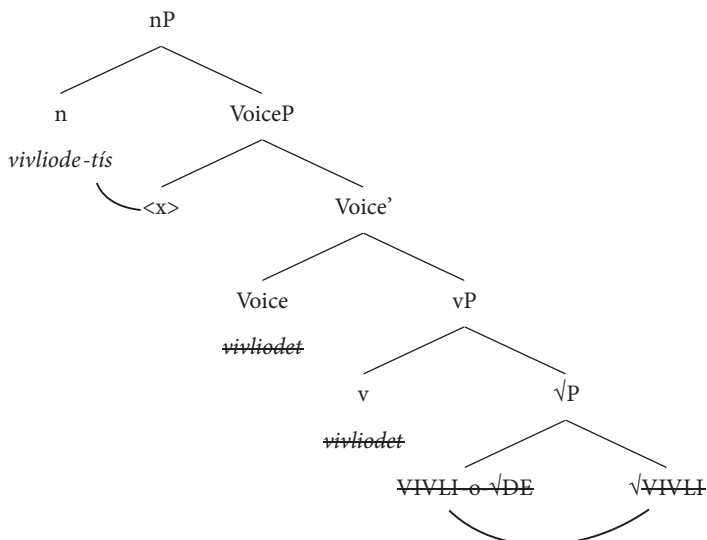 nP
n VoiceP
vivliode-tís
<x> Voice’
Voice vP
vivliodet
v √P
vivliodet
VIVLI-o-√DE √VIVLI